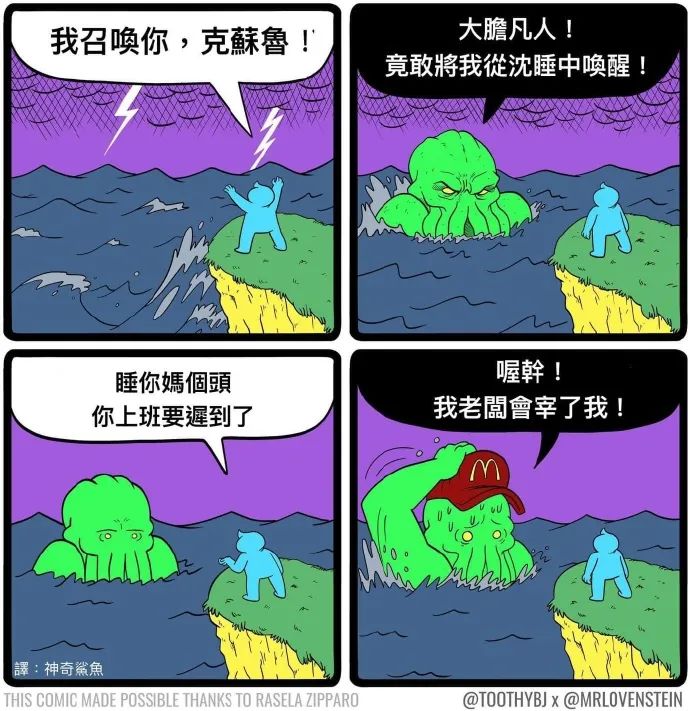 我召喚你，克蘇魯！
大膽凡人！
竟敢將我從沈睡中喚醒！
睡你媽個頭
你上班要遲到了
譯：神奇鯊魚
喔幹！
我老闆會宰了我！
M
THIS COMIC MADE POSSIBLE THANKS TO RASELA ZIPPARO
@TOOTHYBJ x @MRLOVENSTEIN